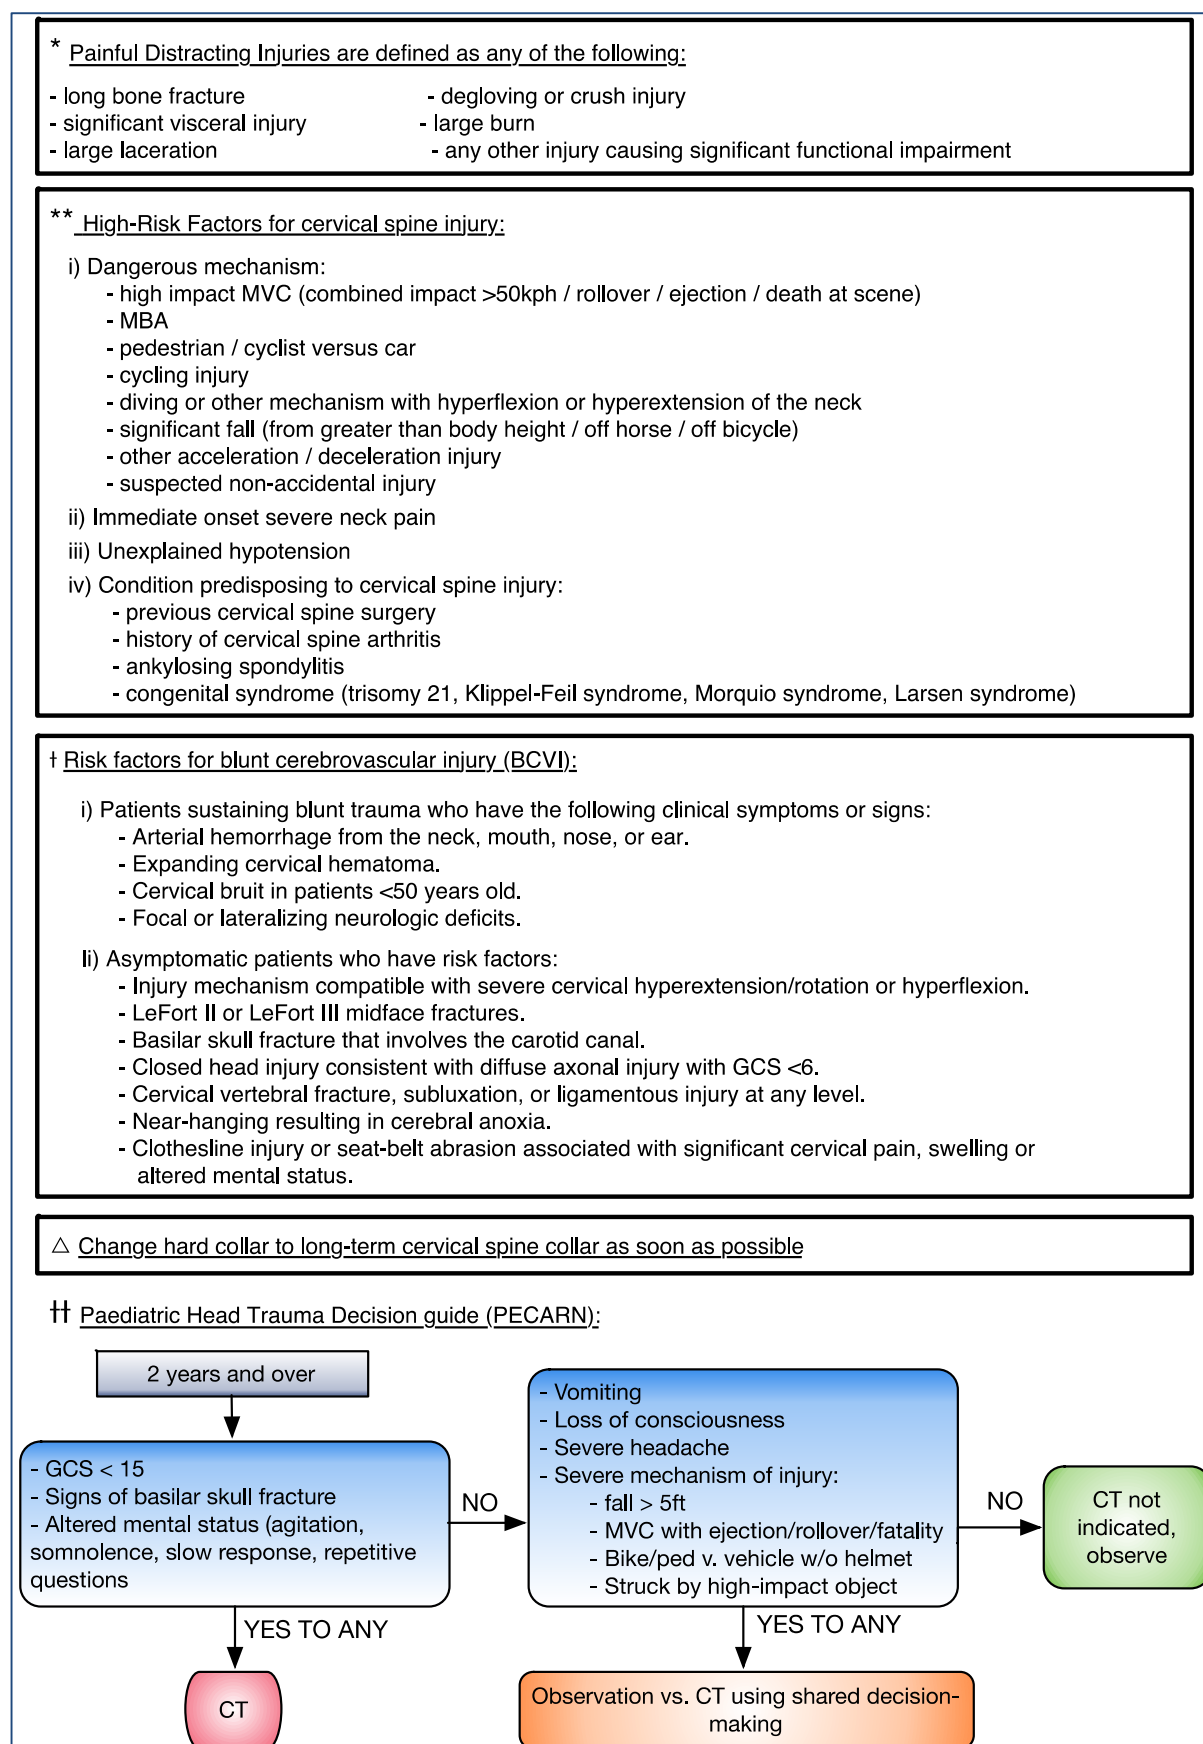 * Painful Distracting Injuries are defined as any of the following:
- long bone fracture - degloving or crush injury
- significant visceral injury - large burn
- large laceration - any other injury causing significant functional impairment
** High-Risk Factors for cervical spine injury:
i) Dangerous mechanism:
- high impact MVC (combined impact >50kph / rollover / ejection / death at scene)
- MBA
- pedestrian / cyclist versus car
- cycling injury
- diving or other mechanism with hyperflexion or hyperextension of the neck
- significant fall (from greater than body height / off horse / off bicycle)
- other acceleration / deceleration injury
- suspected non-accidental injury
ii) Immediate onset severe neck pain
iii) Unexplained hypotension
iv) Condition predisposing to cervical spine injury:
- previous cervical spine surgery
- history of cervical spine arthritis
- ankylosing spondylitis
- congenital syndrome (trisomy 21, Klippel-Feil syndrome, Morquio syndrome, Larsen syndrome)
ƚ Risk factors for blunt cerebrovascular injury (BCVI):
i) Patients sustaining blunt trauma who have the following clinical symptoms or signs:
- Arterial hemorrhage from the neck, mouth, nose, or ear.
- Expanding cervical hematoma.
- Cervical bruit in patients <50 years old.
- Focal or lateralizing neurologic deficits.
Ii) Asymptomatic patients who have risk factors:
- Injury mechanism compatible with severe cervical hyperextension/rotation or hyperflexion.
- LeFort II or LeFort III midface fractures.
- Basilar skull fracture that involves the carotid canal.
- Closed head injury consistent with diffuse axonal injury with GCS <6.
- Cervical vertebral fracture, subluxation, or ligamentous injury at any level.
- Near-hanging resulting in cerebral anoxia.
- Clothesline injury or seat-belt abrasion associated with significant cervical pain, swelling or
altered mental status.
△ Change hard collar to long-term cervical spine collar as soon as possible
ƚƚ Paediatric Head Trauma Decision guide (PECARN):
2 years and over
- GCS < 15
- Signs of basilar skull fracture
- Altered mental status (agitation,
somnolence, slow response, repetitive
questions
NO
- Vomiting
- Loss of consciousness
- Severe headache
- Severe mechanism of injury:
- fall > 5ft
- MVC with ejection/rollover/fatality
- Bike/ped v. vehicle w/o helmet
- Struck by high-impact object
NO
CT not
indicated,
observe
YES TO ANY
YES TO ANY
CT
Observation vs. CT using shared decision-
making